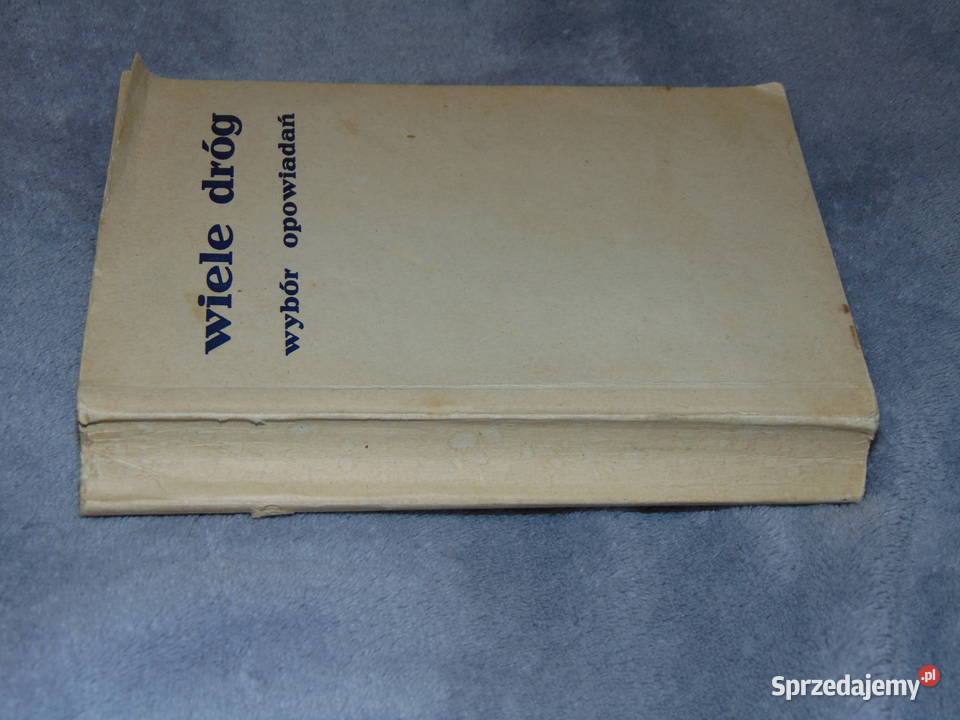 wiele dróg
wybór opowiadań
Sprzedajemy.pl